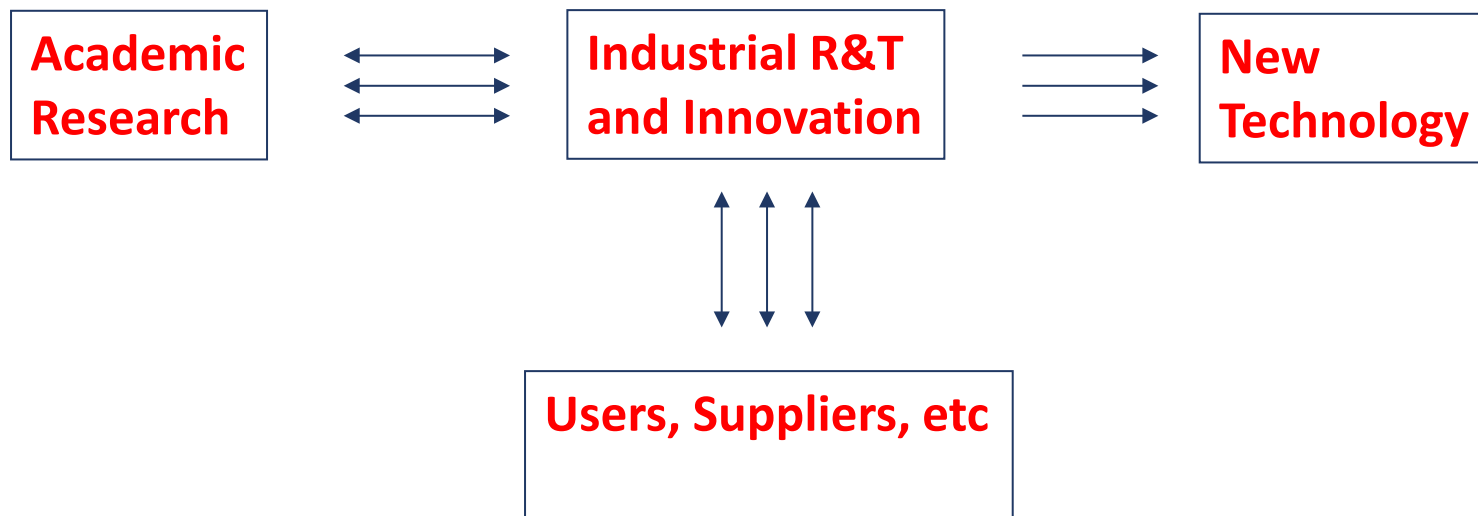 Academic
Research
Industrial R&T
and Innovation
New
Technology
Users, Suppliers, etc